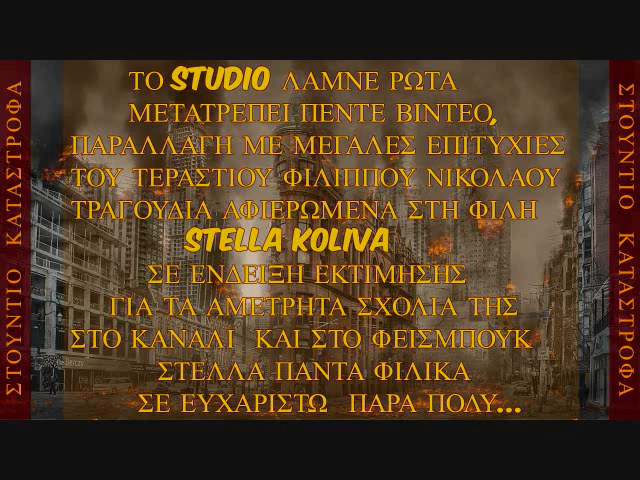 ΤΟ STUDIO ΛΑΜΝΕ ΡΩΤΑ
ΜΕΤΑΤΡΕΠΕΙ ΠΕΝΤΕ ΒΙΝΤΕΟ,
ΠΑΡΑΛΛΑΓΗ ΜΕ ΜΕΓΑΛΕΣ ΕΠΙΤΥΧΙΕΣ
ΤΟΥ ΤΕΡΑΣΤΙΟΥ ΦΙΛΙΠΠΟΥ ΝΙΚΟΛΑΟΥ
ΤΡΑΓΟΥΔΙΑ ΑΦΙΕΡΩΜΕΝΑ ΣΤΗ ΦΙΛΗ
STELLA KOLIVA
ΣΕ ΕΝΔΕΙΞΗ ΕΚΤΙΜΗΣΗΣ
ΓΙΑ ΤΑ ΑΜΕΤΡΗΤΑ ΣΧΟΛΙΑ ΤΗΣ
ΣΤΟ ΚΑΝΑΛΙ ΚΑΙ ΣΤΟ ΦΕΙΣΜΠΟΥΚ
ΣΤΕΛΛΑ ΠΑΝΤΑ ΦΙΛΙΚΑ
ΣΕ ΕΥΧΑΡΙΣΤΩ ΠΑΡΑ ΠΟΛΥ...
ΣΤΟΥΝΤΙΟ ΚΑΤΑΣΤΡΟΦΑ
ΣΤΟΥΝΤΙΟ ΚΑΤΑΣΤΡΟΦΑ